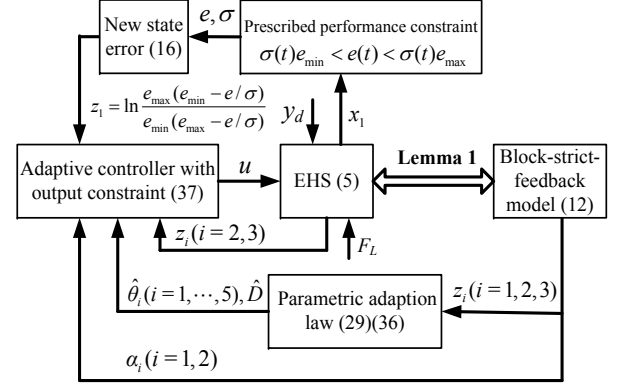 New state
error (16)
e, σ
Prescribed performance constraint
σ(t)e_min < e(t) < σ(t)e_max
z_1 = ln e_max(e_min − e/σ) / e_min(e_max − e/σ)
y_d
x_1
Adaptive controller with
output constraint (37)
u
EHS (5)
Lemma 1
Block-strict-
feedback
model (12)
z_i(i = 2,3)
F_L
θ̂_i(i = 1,⋯,5), D̂
Parametric adaption
law (29)(36)
z_i(i = 1,2,3)
α_i(i = 1,2)